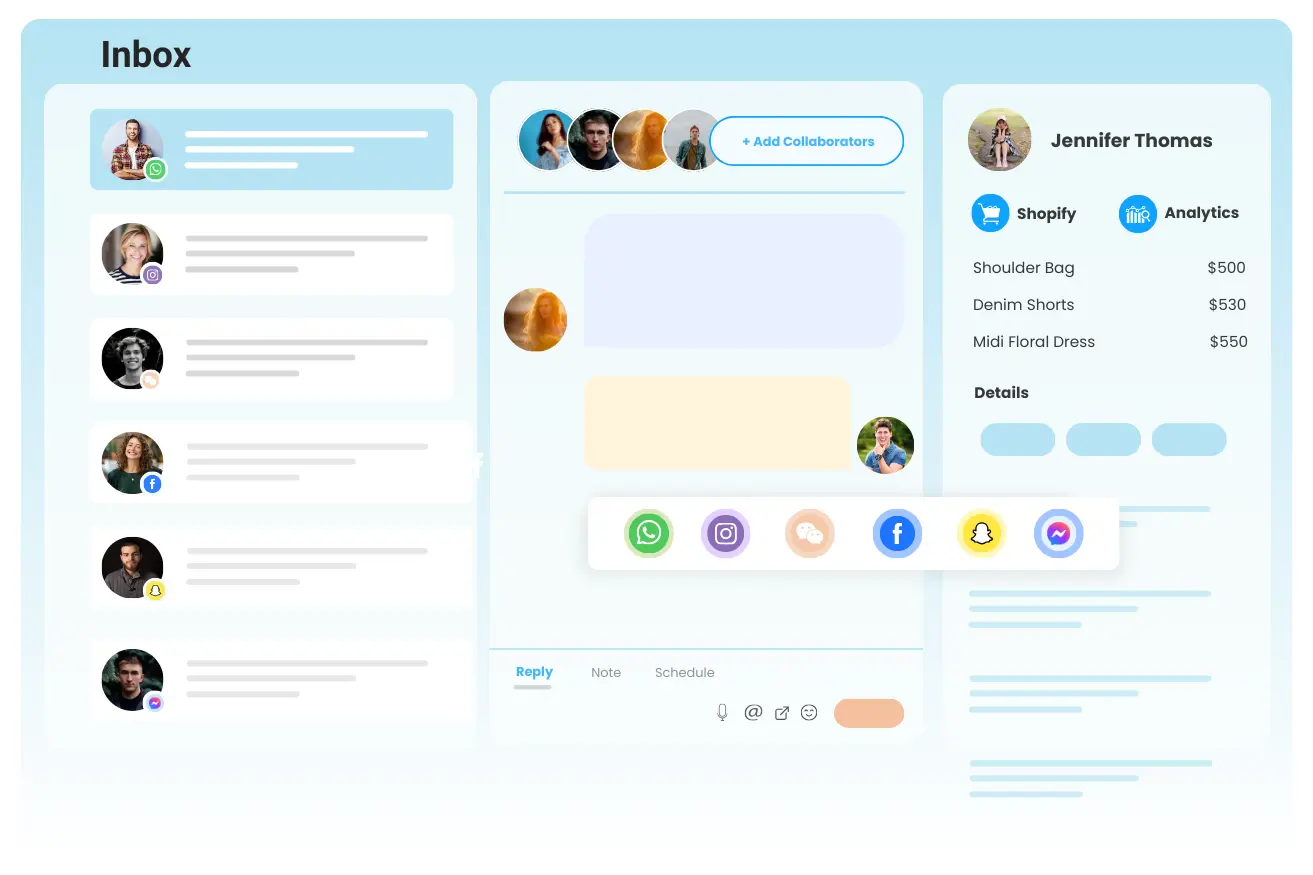 Inbox
+ Add Collaborators
Reply
Note
Schedule
Jennifer Thomas
Shopify
Analytics
Shoulder Bag $500
Denim Shorts $530
Midi Floral Dress $550
Details